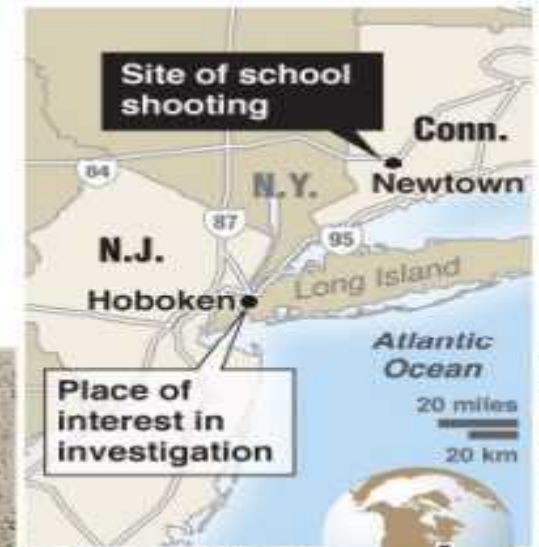 Site of school
shooting
Conn.
Newtown
84
N.Y.
87
95
N.J.
Long Island
Hoboken
Atlantic
Ocean
Place of
interest in
investigation
20 miles
20 km